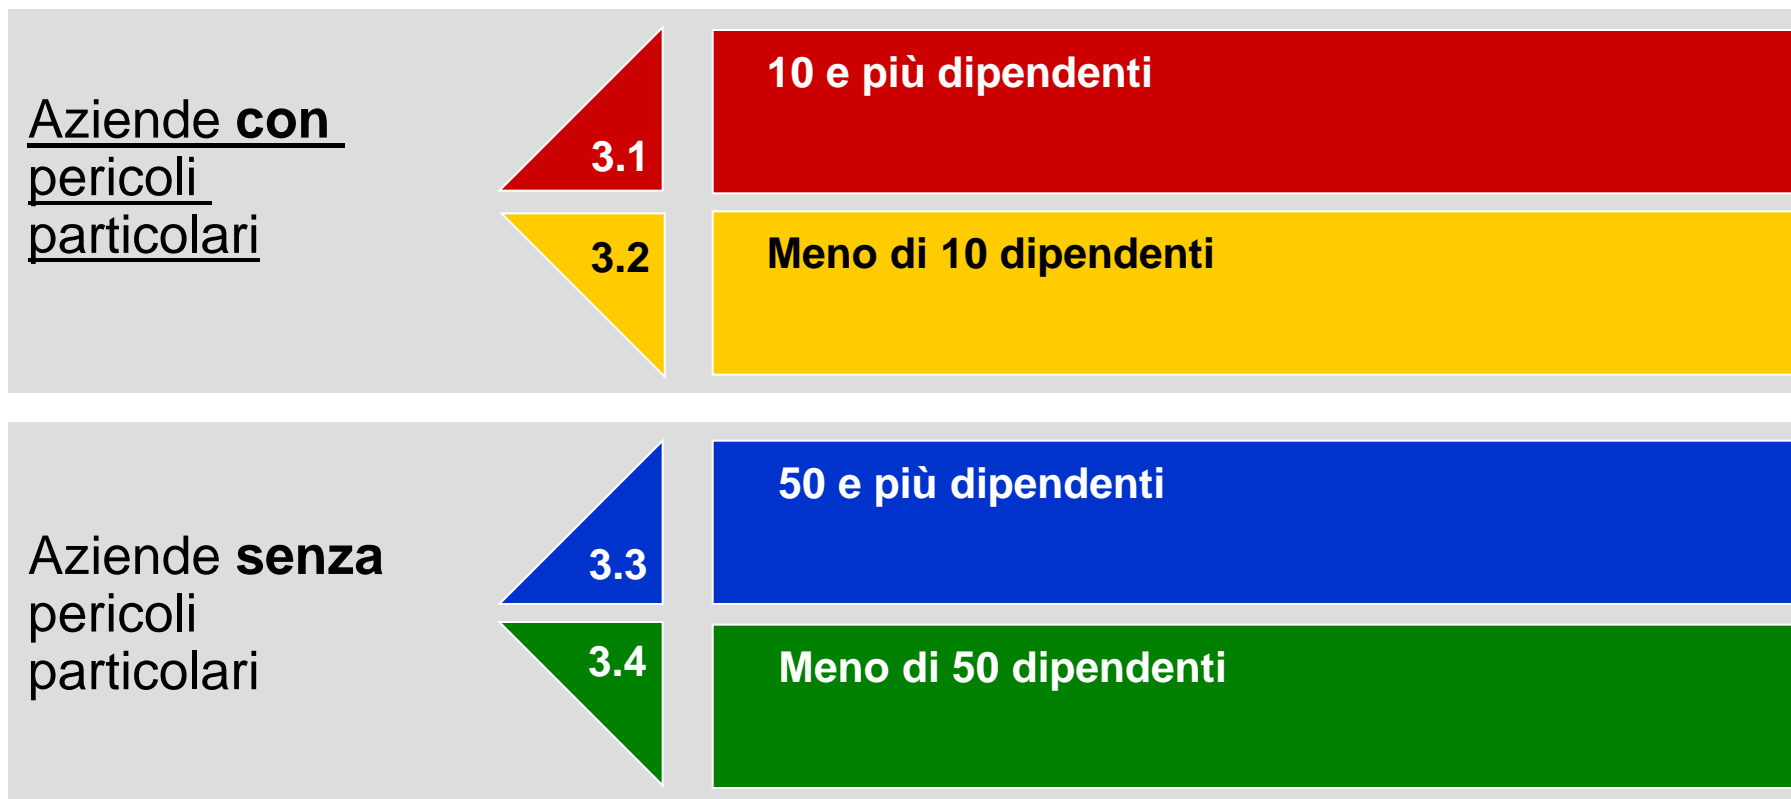 Aziende con
pericoli
particolari
3.1
10 e più dipendenti
3.2
Meno di 10 dipendenti
Aziende senza
pericoli
particolari
3.3
50 e più dipendenti
3.4
Meno di 50 dipendenti